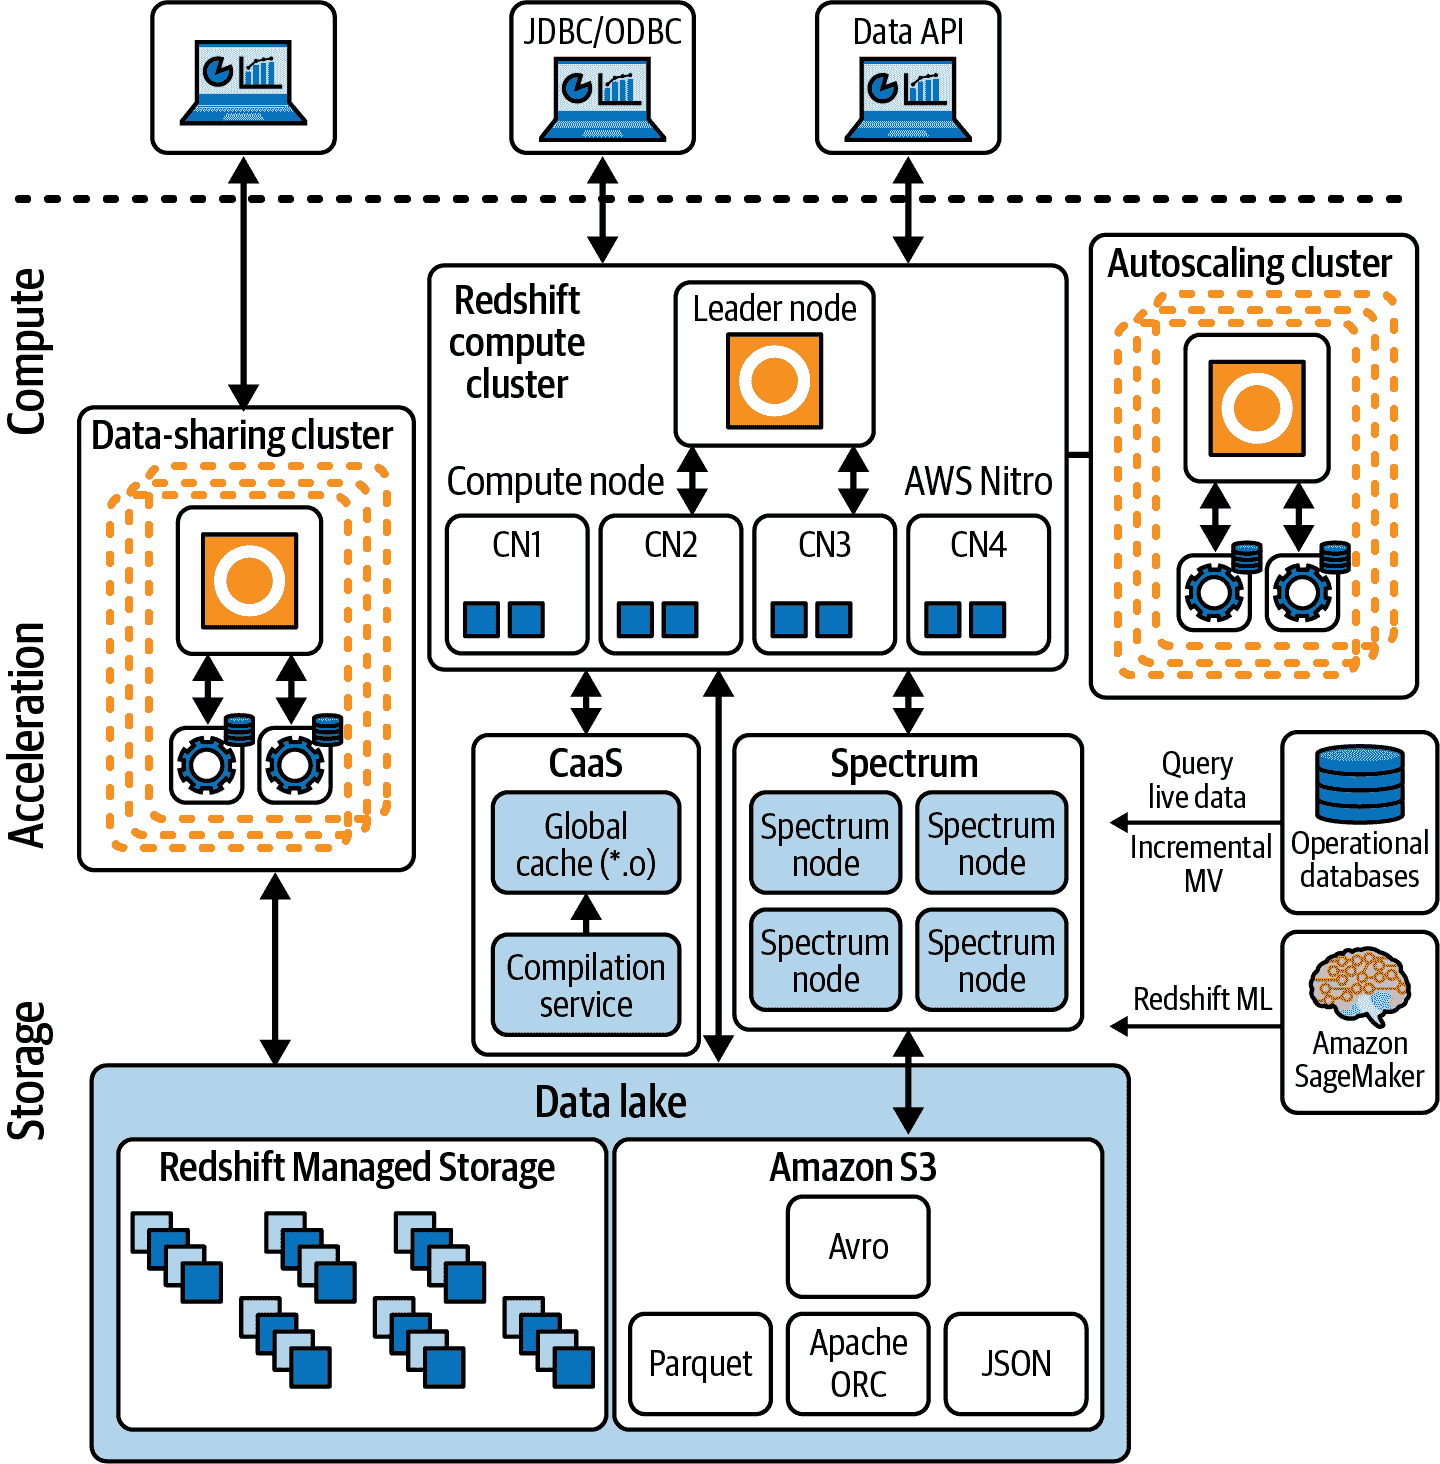 JDBC/ODBC
Data API
Compute
Acceleration
Storage
Data-sharing cluster
Redshift
compute
cluster
Leader node
Compute node
AWS Nitro
CN1
CN2
CN3
CN4
Autoscaling cluster
CaaS
Global
cache (*.o)
Compilation
service
Spectrum
Spectrum
node
Spectrum
node
Spectrum
node
Spectrum
node
Query
live data
Incremental
MV
Operational
databases
Redshift ML
Amazon
SageMaker
Data lake
Redshift Managed Storage
Amazon S3
Avro
Parquet
Apache
ORC
JSON